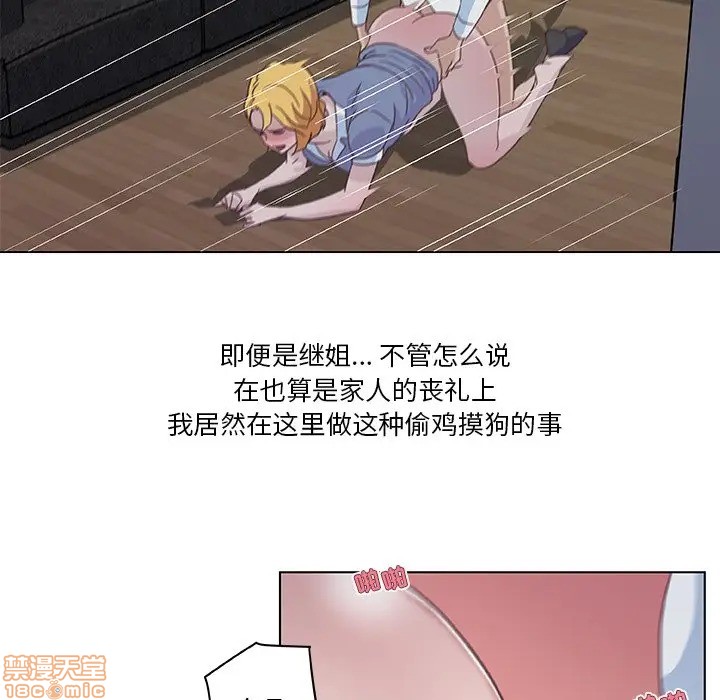 即便是继姐... 不管怎么说
在也算是家人的丧礼上
我居然在这里做这种偷鸡摸狗的事
啪啪
啪啪
禁漫天堂
18comic